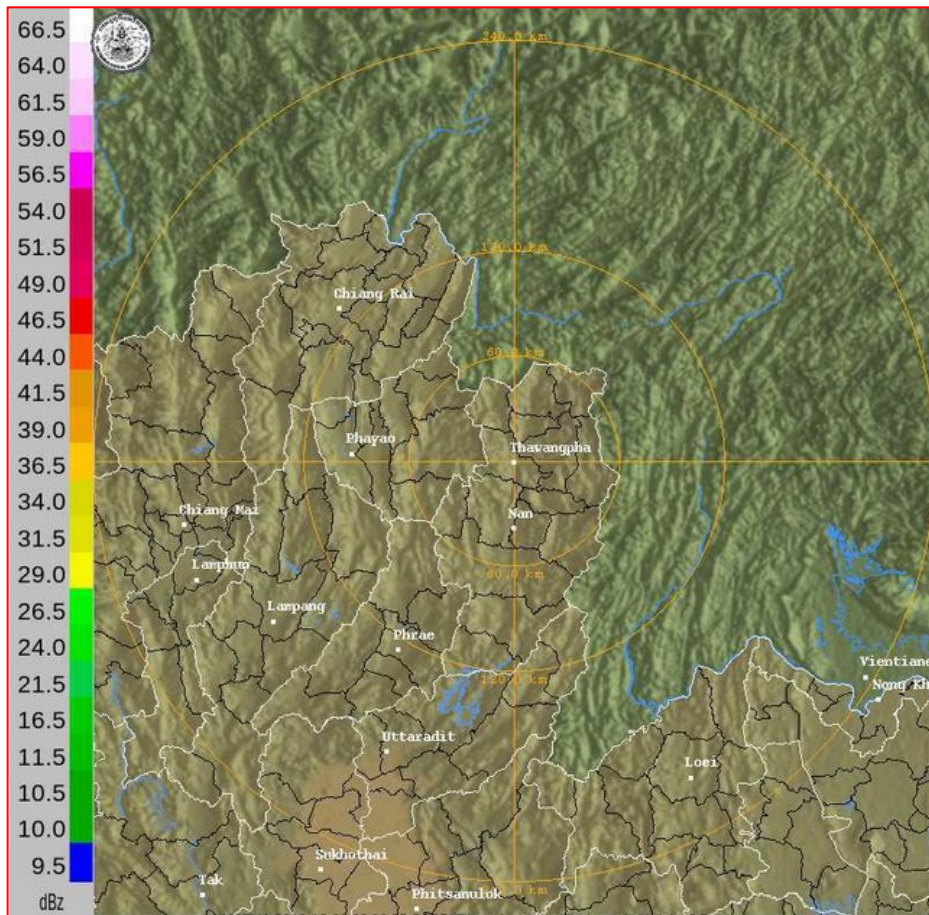 66.5
64.0
61.5
59.0
56.5
54.0
51.5
49.0
46.5
44.0
41.5
39.0
36.5
34.0
31.5
29.0
26.5
24.0
21.5
16.5
11.5
10.5
10.0
9.5
dBz
240.0 km
120.0 km
Chiang Rai
60.0 km
Phayao
Thawangpha
Chiang Mai
Nan
Lamphun
60.0 km
Lampang
Phrae
Vientiane
120.0 km
Nong Kh
Uttaradit
Loei
Sukhothai
Tak
km
Phitsanulok